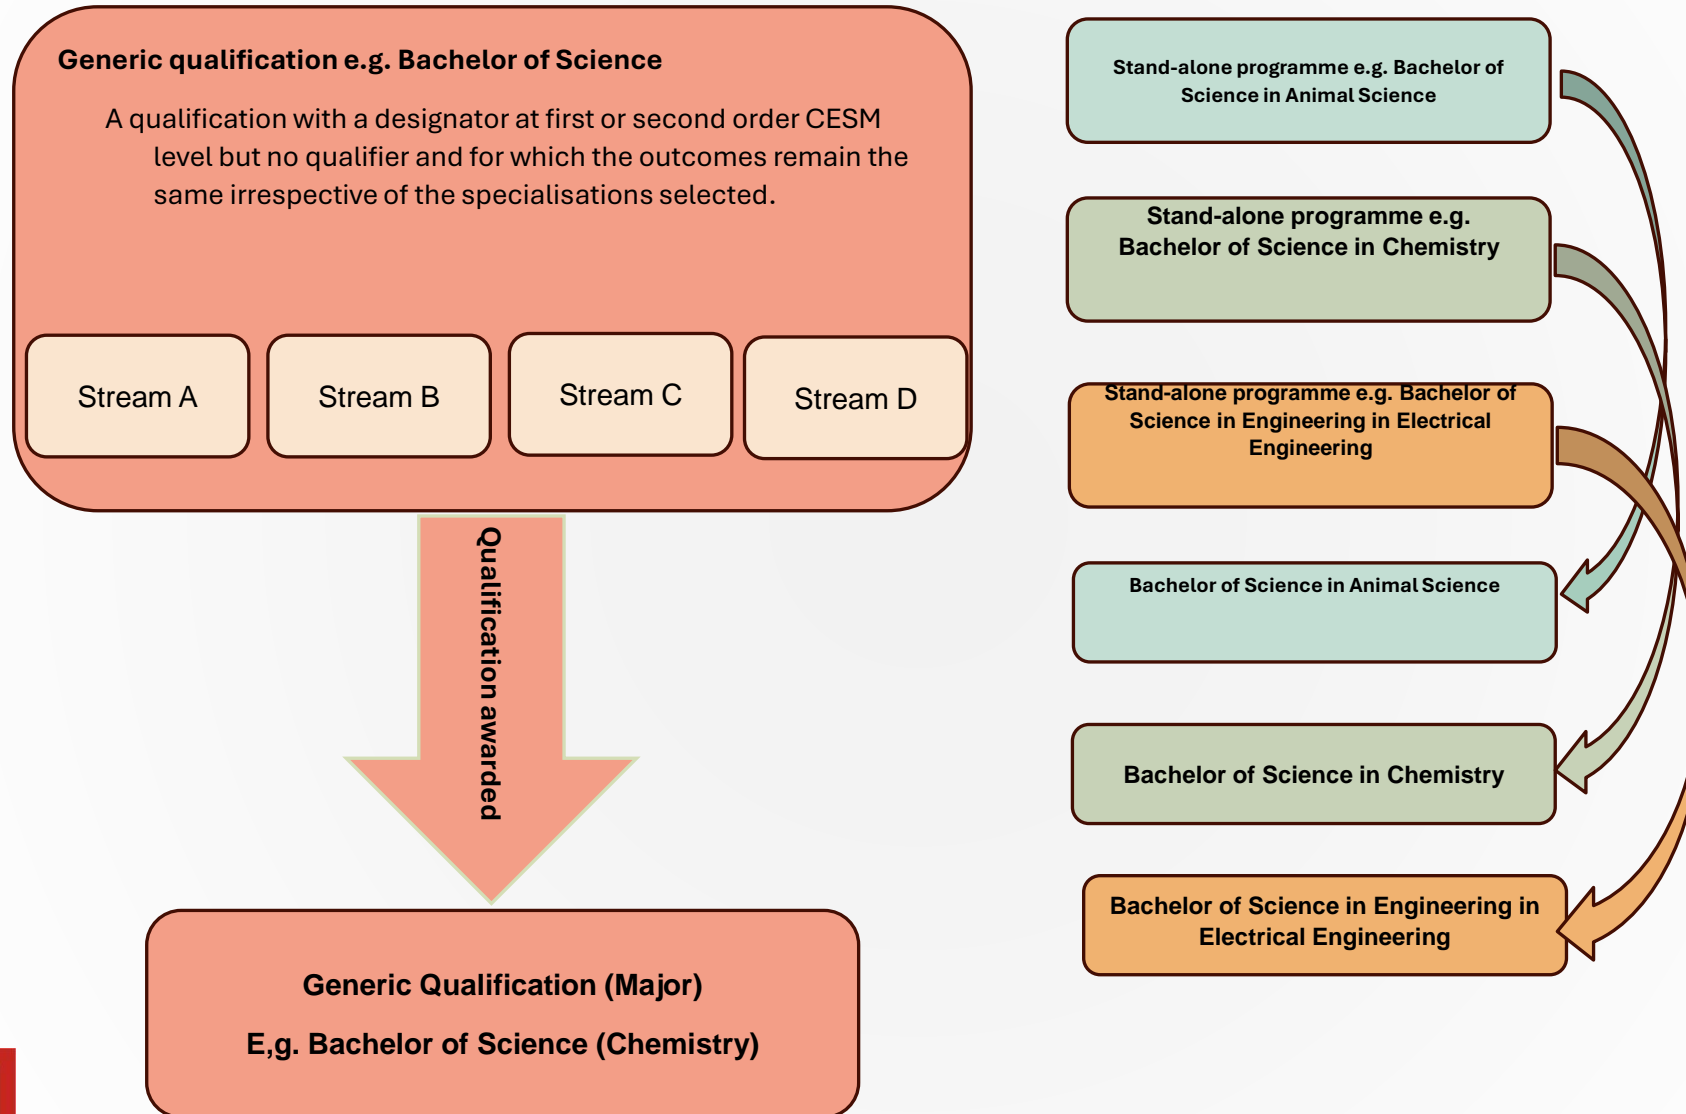 Generic qualification e.g. Bachelor of Science
A qualification with a designator at first or second order CESM
level but no qualifier and for which the outcomes remain the
same irrespective of the specialisations selected.
Stream A
Stream B
Stream C
Stream D
Qualification awarded
Generic Qualification (Major)
E,g. Bachelor of Science (Chemistry)
Stand-alone programme e.g. Bachelor of
Science in Animal Science
Stand-alone programme e.g.
Bachelor of Science in Chemistry
Stand-alone programme e.g. Bachelor of
Science in Engineering in Electrical
Engineering
Bachelor of Science in Animal Science
Bachelor of Science in Chemistry
Bachelor of Science in Engineering in
Electrical Engineering